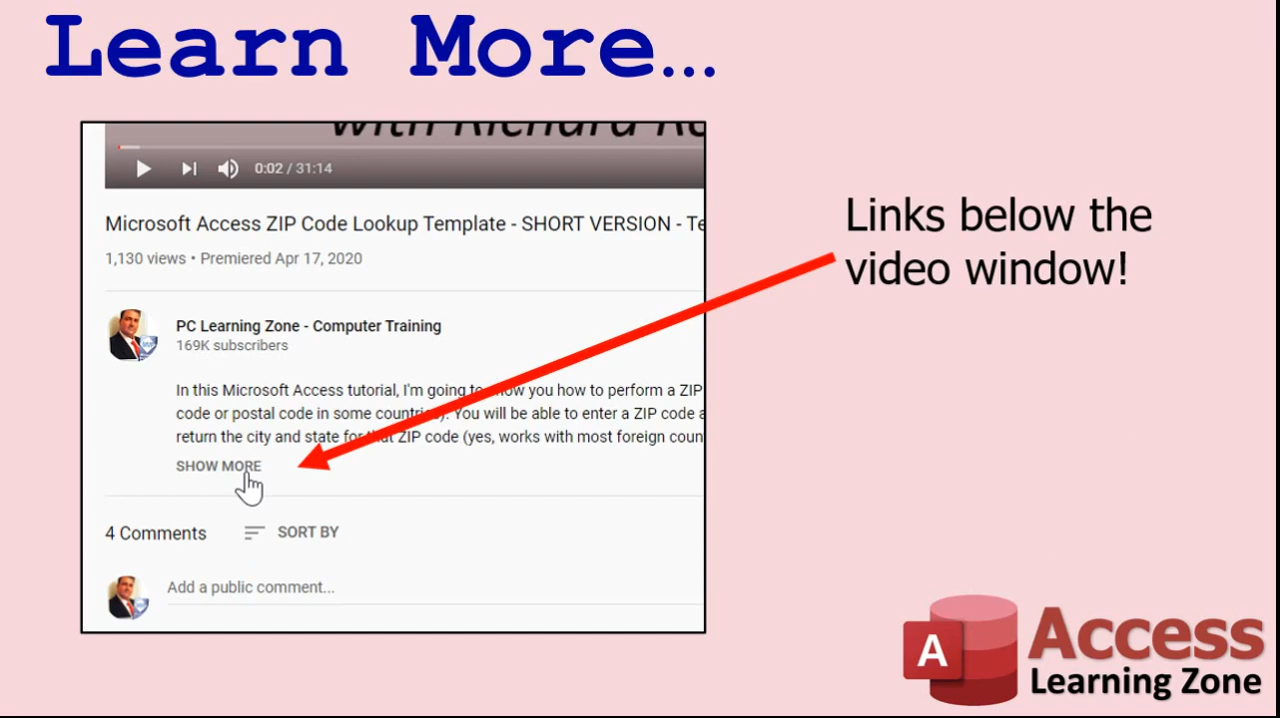 Learn More...
with Richard
0:02 / 31:14
Microsoft Access ZIP Code Lookup Template - SHORT VERSION -
1,130 views • Premiered Apr 17, 2020
Links below the
video window!
PC Learning Zone - Computer Training
169K subscribers
In this Microsoft Access tutorial, I'm going to show you how to perform a ZIP
code or postal code in some countries). You will be able to enter a ZIP code
return the city and state for that ZIP code (yes, works with most foreign
SHOW MORE
4 Comments
SORT BY
Add a public comment...
A
Access
Learning Zone